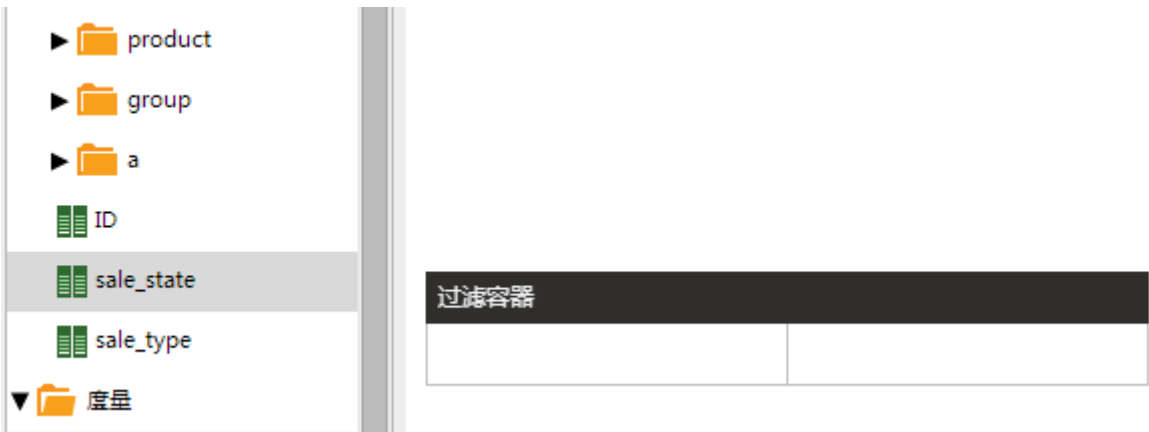 product
group
a
ID
sale_state
sale_type
度量
过滤容器